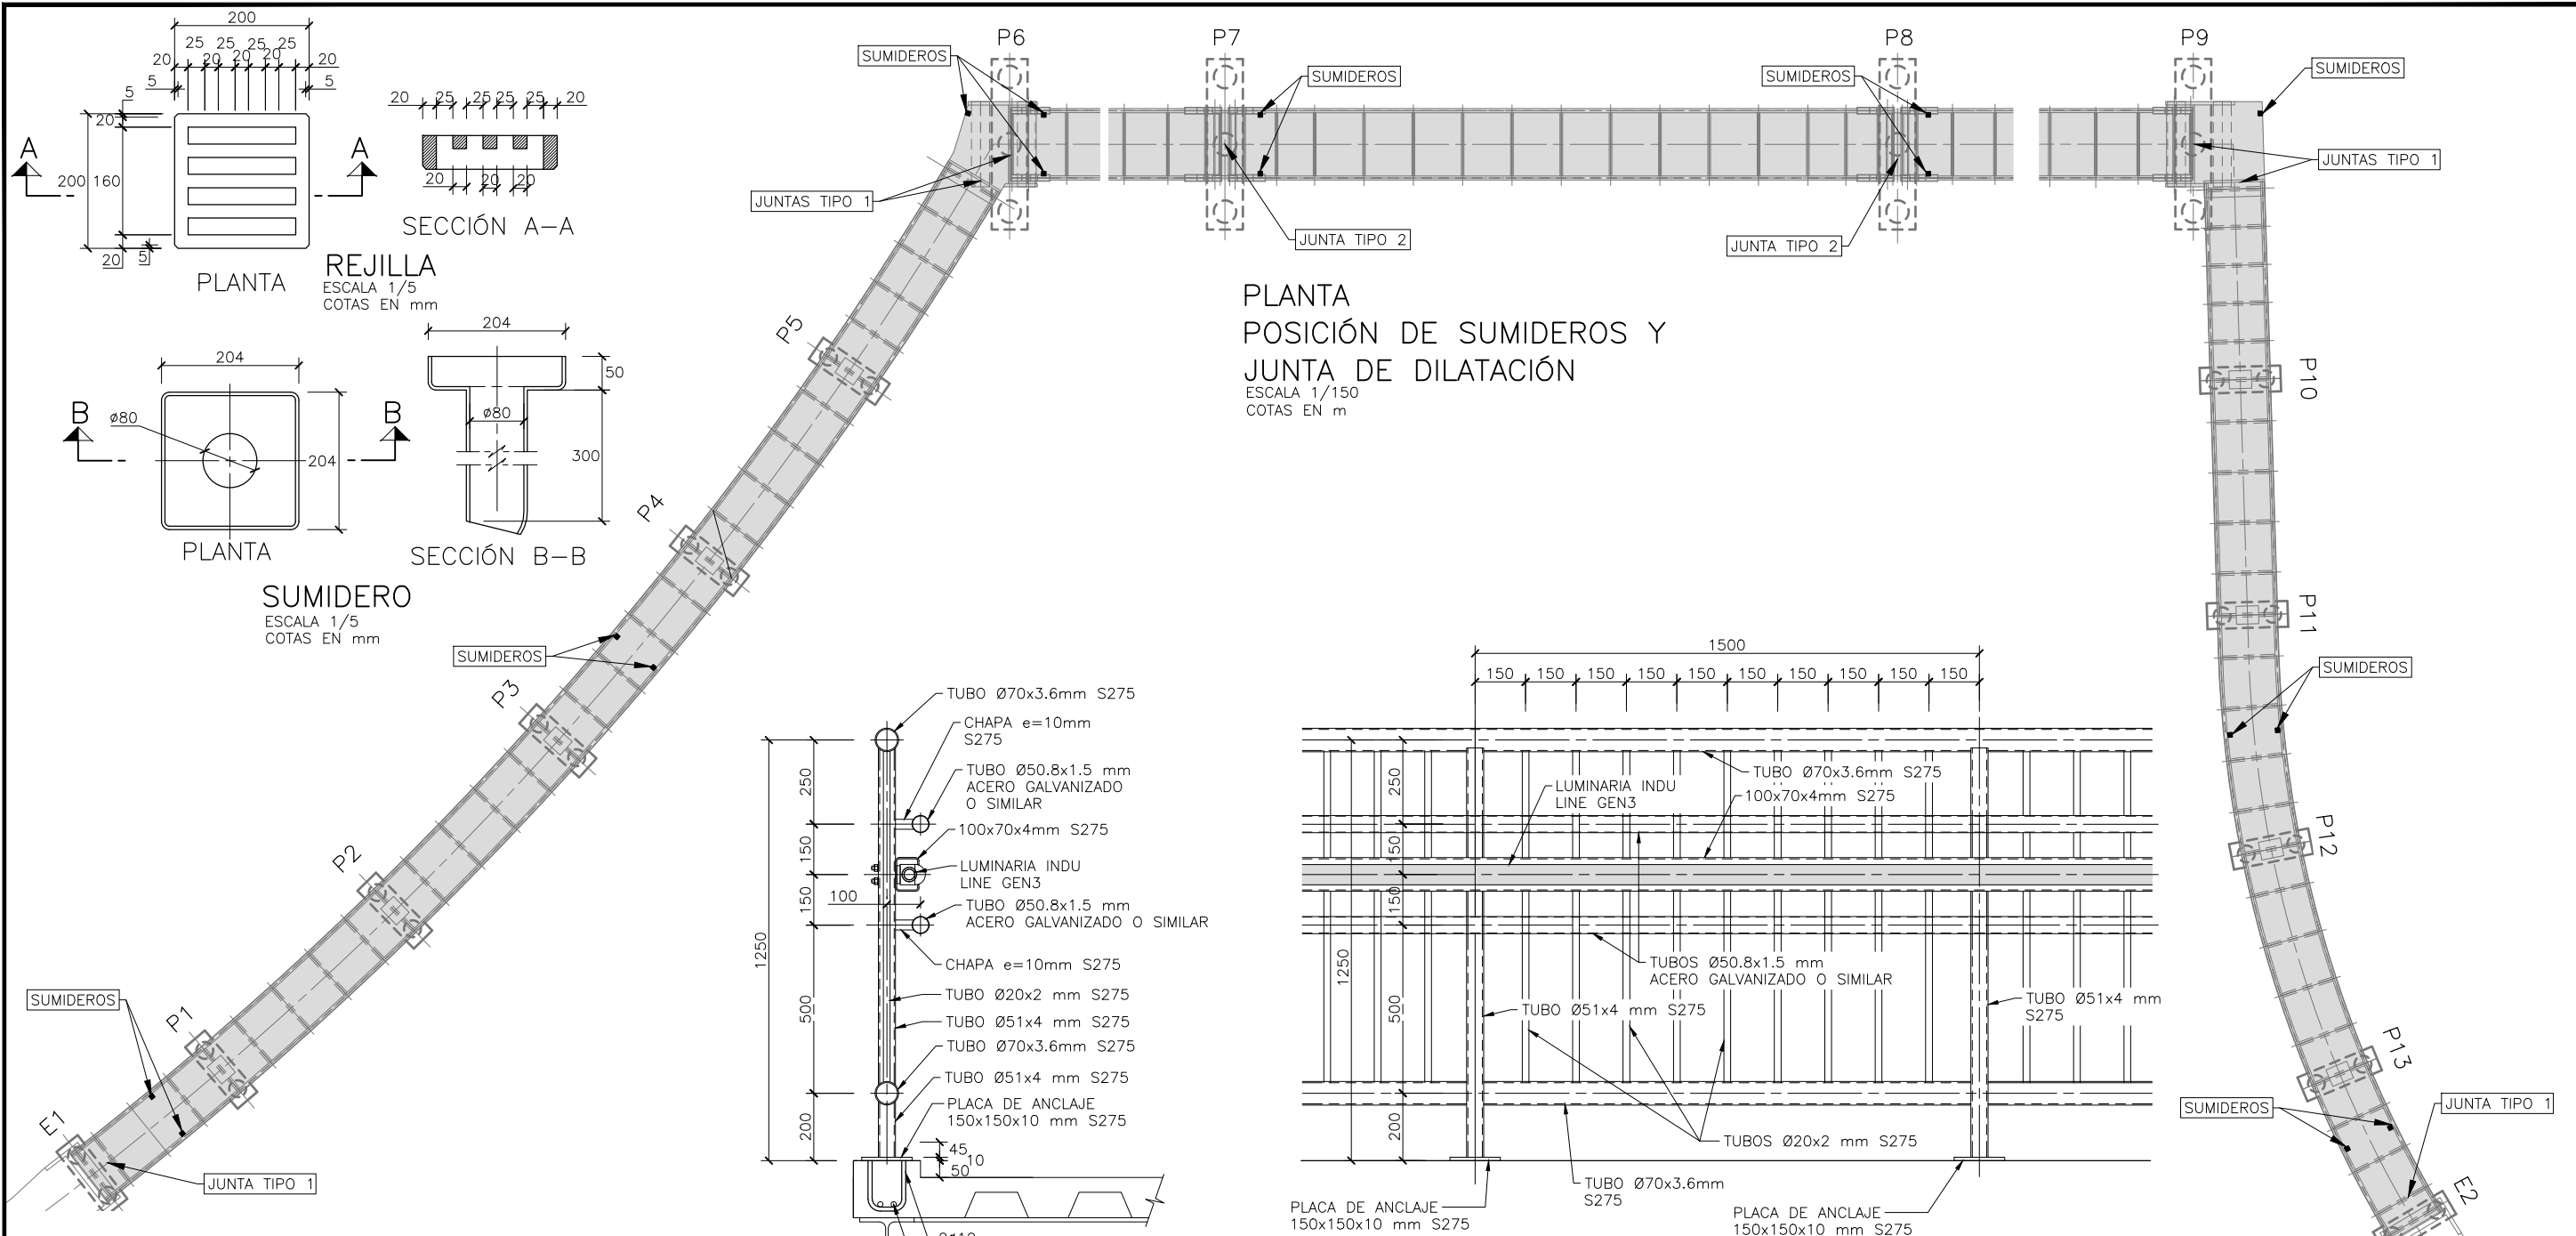 200
25 25 25 25
20 20 20 20 20
5 5
5
20
200 160
20 5
A A
PLANTA
REJILLA
ESCALA 1/5
COTAS EN mm
20 25 25 25 20
20 20 20
SECCIÓN A-A
204
ø80
204
B B
PLANTA
204
50
ø80
300
SECCIÓN B-B
SUMIDERO
ESCALA 1/5
COTAS EN mm
P6
P7
P8
P9
SUMIDEROS
SUMIDEROS
SUMIDEROS
SUMIDEROS
JUNTAS TIPO 1
JUNTA TIPO 2
JUNTA TIPO 2
JUNTAS TIPO 1
PLANTA
POSICIÓN DE SUMIDEROS Y
JUNTA DE DILATACIÓN
ESCALA 1/150
COTAS EN m
P5
P4
P3
P2
P1
E1
SUMIDEROS
SUMIDEROS
JUNTA TIPO 1
P10
P11
P12
P13
E2
SUMIDEROS
SUMIDEROS
JUNTA TIPO 1
TUBO Ø70x3.6mm S275
CHAPA e=10mm
S275
TUBO Ø50.8x1.5 mm
ACERO GALVANIZADO
O SIMILAR
100x70x4mm S275
LUMINARIA INDU
LINE GEN3
TUBO Ø50.8x1.5 mm
ACERO GALVANIZADO O SIMILAR
CHAPA e=10mm S275
TUBO Ø20x2 mm S275
TUBO Ø51x4 mm S275
TUBO Ø70x3.6mm S275
TUBO Ø51x4 mm S275
PLACA DE ANCLAJE
150x150x10 mm S275
1250
250
150
150
500
200
100
45
10
50
1500
150 150 150 150 150 150 150 150 150 150
TUBO Ø70x3.6mm S275
LUMINARIA INDU
LINE GEN3
100x70x4mm S275
TUBOS Ø50.8x1.5 mm
ACERO GALVANIZADO O SIMILAR
TUBO Ø51x4 mm S275
TUBO Ø51x4 mm
S275
TUBOS Ø20x2 mm S275
TUBO Ø70x3.6mm
S275
PLACA DE ANCLAJE
150x150x10 mm S275
PLACA DE ANCLAJE
150x150x10 mm S275
1250
250
150
150
500
200